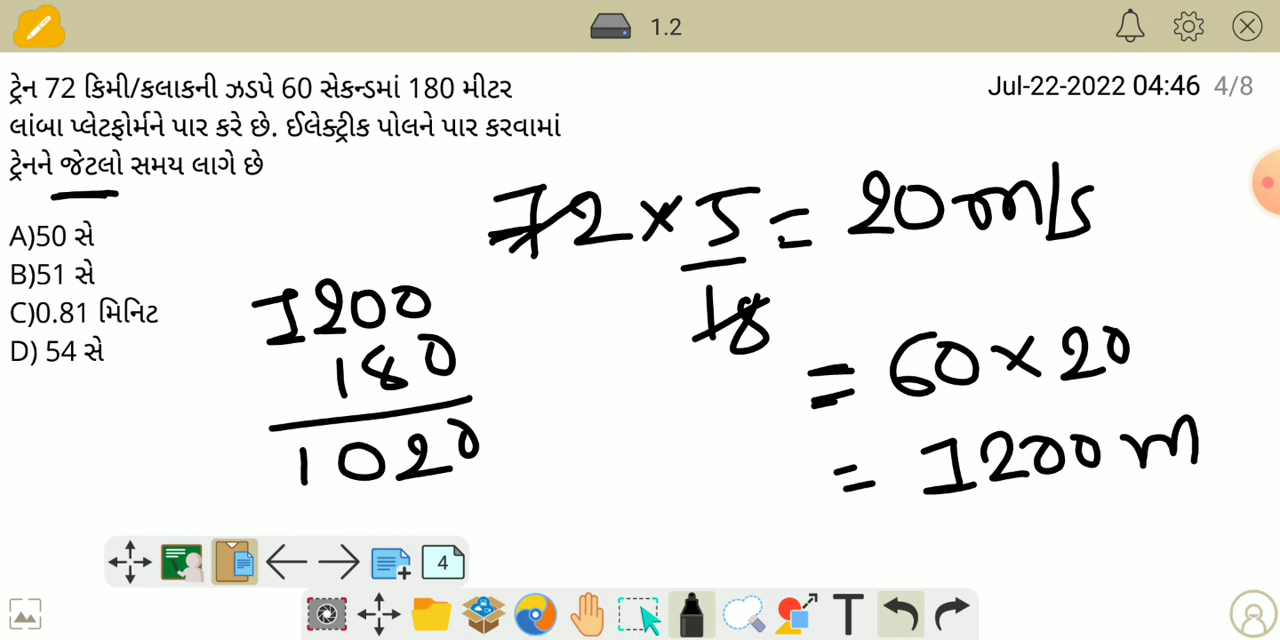 1.2
ટ્રેન 72 કિમી/કલાકની ઝડપે 60 સેકન્ડમાં 180 મીટર
લાંબા પ્લેટફોર્મને પાર કરે છે. ઈલેક્ટ્રીક પોલને પાર કરવામાં
ટ્રેનને જેટલો સમય લાગે છે
Jul-22-2022 04:46 4/8
A)50 સે
B)51 સે
C)0.81 મિનિટ
D) 54 સે
72 × 5 = 20 m/s
18
= 60 × 20
= 1200 m
1200
180
1020
4
T